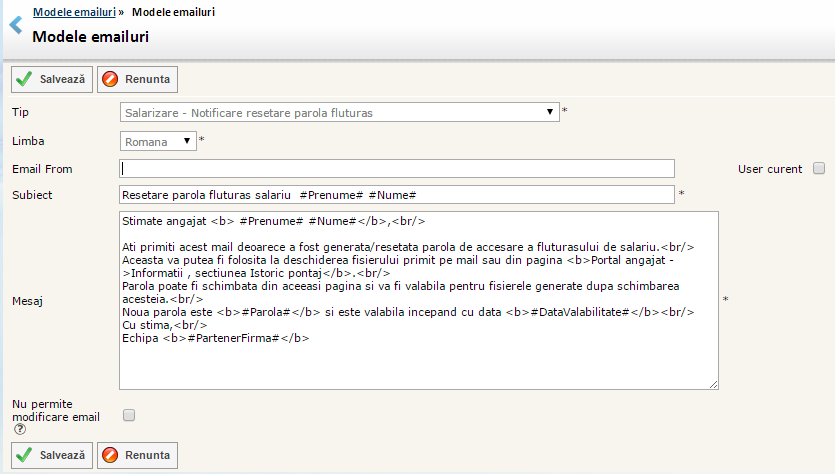 Modele emailuri » Modele emailuri
Modele emailuri
Salvează Renunta
Tip Salarizare - Notificare resetare parola fluturas *
Limba Romana *
Email From User curent
Subiect Resetare parola fluturas salariu #Prenume# #Nume# *
Stimate angajat <b> #Prenume# #Nume#</b>,<br/>
Ati primiti acest mail deoarece a fost generata/resetata parola de accesare a fluturasului de salariu.<br/>
Aceasta va putea fi folosita la deschiderea fisierului primit pe mail sau din pagina <b>Portal angajat -
>Informatii , sectiunea Istoric pontaj</b>.<br/>
Parola poate fi schimbata din aceeasi pagina si va fi valabila pentru fisierele generate dupa schimbarea
acesteia.<br/>
Mesaj *
Noua parola este <b>#Parola#</b> si este valabila incepand cu data <b>#DataValabilitate#</b><br/>
Cu stima,<br/>
Echipa <b>#PartenerFirma#</b>
Nu permite
modificare email
?
Salvează Renunta